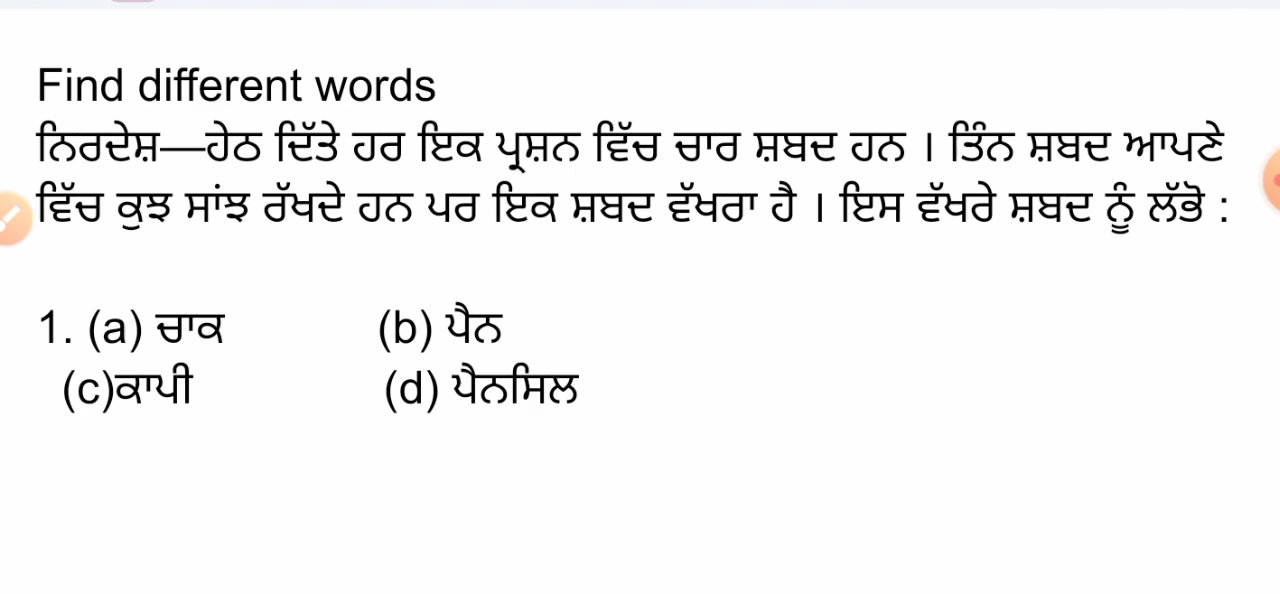 Find different words
ਨਿਰਦੇਸ਼—ਹੇਠ ਦਿੱਤੇ ਹਰ ਇਕ ਪ੍ਰਸ਼ਨ ਵਿੱਚ ਚਾਰ ਸ਼ਬਦ ਹਨ । ਤਿੰਨ ਸ਼ਬਦ ਆਪਣੇ
ਵਿੱਚ ਕੁਝ ਸਾਂਝ ਰੱਖਦੇ ਹਨ ਪਰ ਇਕ ਸ਼ਬਦ ਵੱਖਰਾ ਹੈ । ਇਸ ਵੱਖਰੇ ਸ਼ਬਦ ਨੂੰ ਲੱਭੋ :
1. (a) ਚਾਕ (b) ਪੈਨ
(c)ਕਾਪੀ (d) ਪੈਨਸਿਲ